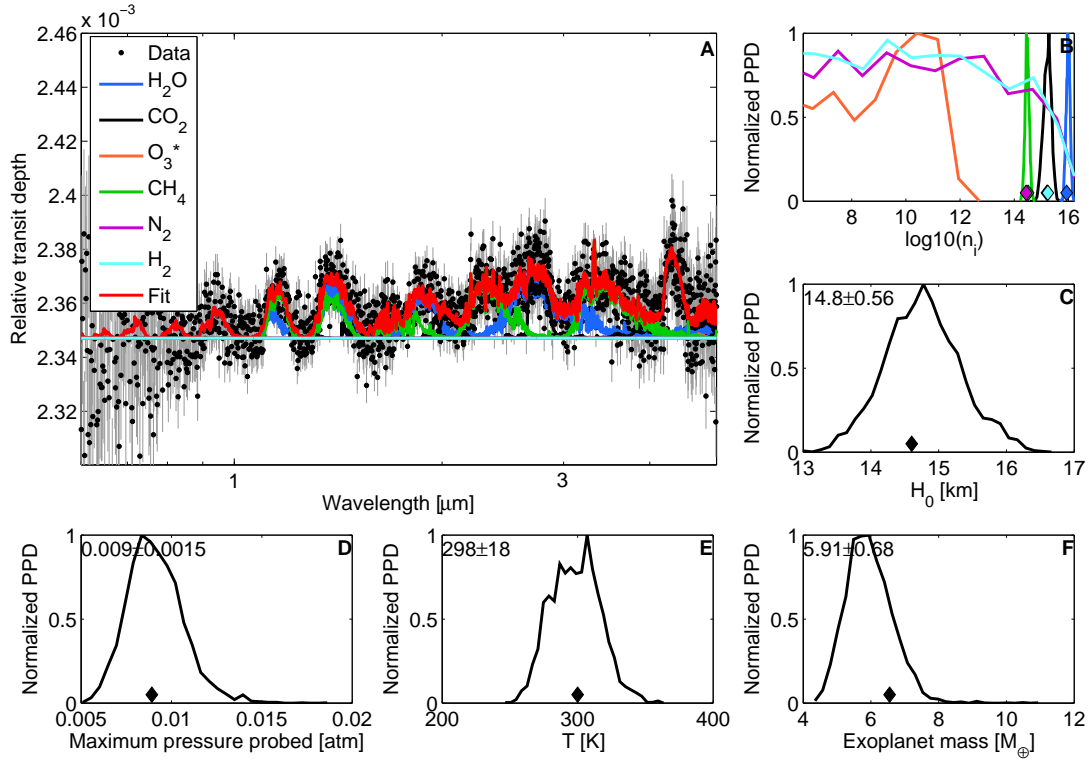 x 10⁻³
A
2.46
2.44
2.42
2.4
2.38
2.36
2.34
2.32
Relative transit depth
Data
H₂O
CO₂
O₃*
CH₄
N₂
H₂
Fit
1
3
Wavelength [μm]
B
1
0.5
0
Normalized PPD
8
10
12
14
16
log10(nᵢ)
C
14.8±0.56
1
0.5
0
Normalized PPD
13
14
15
16
17
H₀ [km]
D
0.009±0.0015
1
0.5
0
Normalized PPD
0.005
0.01
0.015
0.02
Maximum pressure probed [atm]
E
298±18
1
0.5
0
Normalized PPD
200
300
400
T [K]
F
5.91±0.68
1
0.5
0
Normalized PPD
4
6
8
10
12
Exoplanet mass [M⊕]